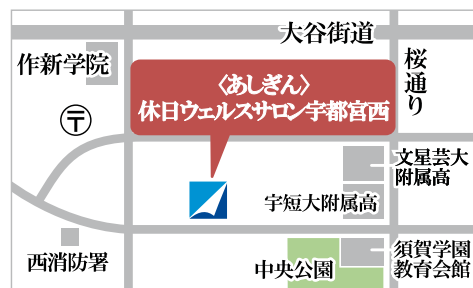 大谷街道
作新学院
桜通り
〈あしぎん〉
休日ウェルスサロン宇都宮西
〒
文星芸大
附属高
宇短大附属高
西消防署
中央公園
須賀学園
教育会館